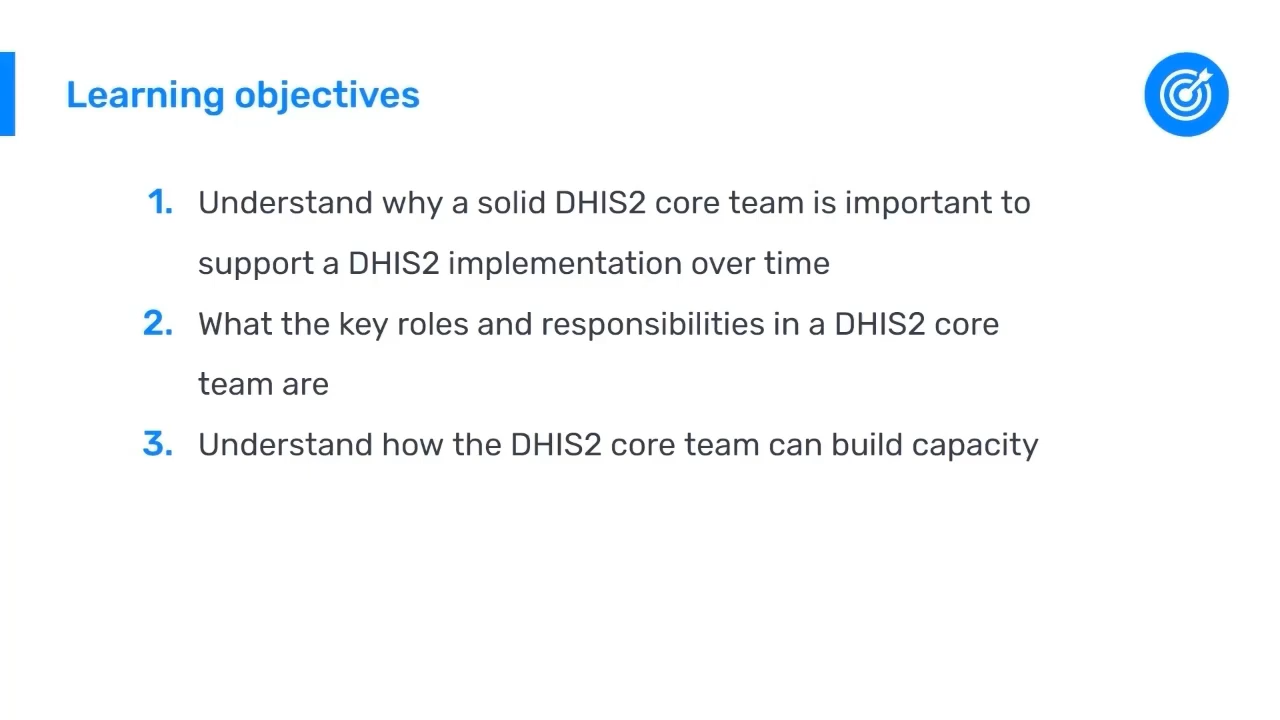 Learning objectives
1. Understand why a solid DHIS2 core team is important to
support a DHIS2 implementation over time
2. What the key roles and responsibilities in a DHIS2 core
team are
3. Understand how the DHIS2 core team can build capacity